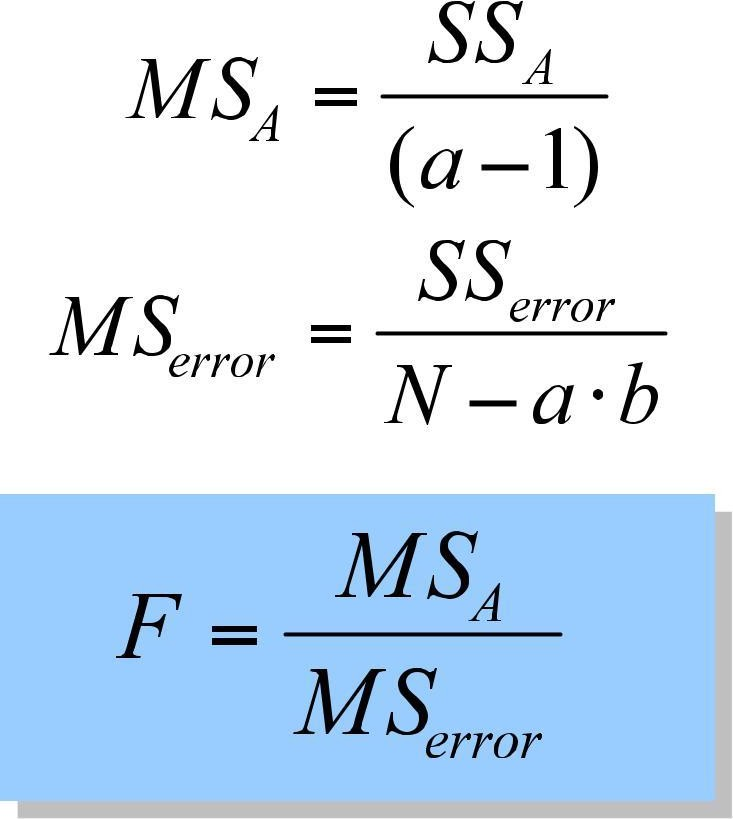 MS_A = SS_A / (a − 1)
MS_error = SS_error / N − a · b
F = MS_A / MS_error